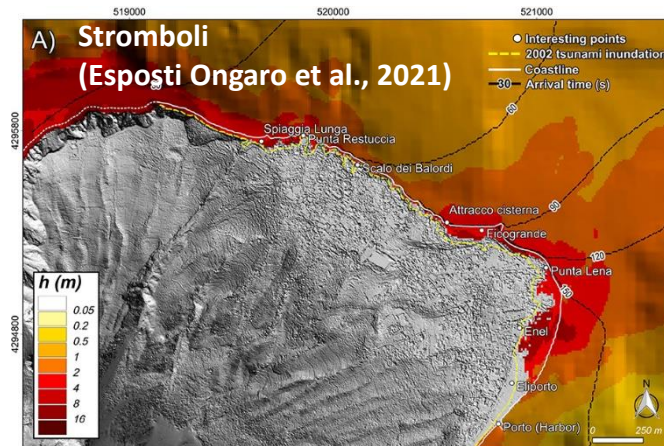 519000 520000 521000
A) Stromboli
(Esposti Ongaro et al., 2021)
Interesting points
2002 tsunami inundation
Coastline
30 Arrival time (s)
60
4295800
Spiaggia Lunga
Punta Restuccia
Scalo dei Balordi
Attracco cisterna
90
Ficogrande
120
Punta Lena
150
h (m)
0.05
0.2
0.5
1
2
4
8
16
4294800
Enel
Eliporto
Porto (Harbor)
N
0 250 m